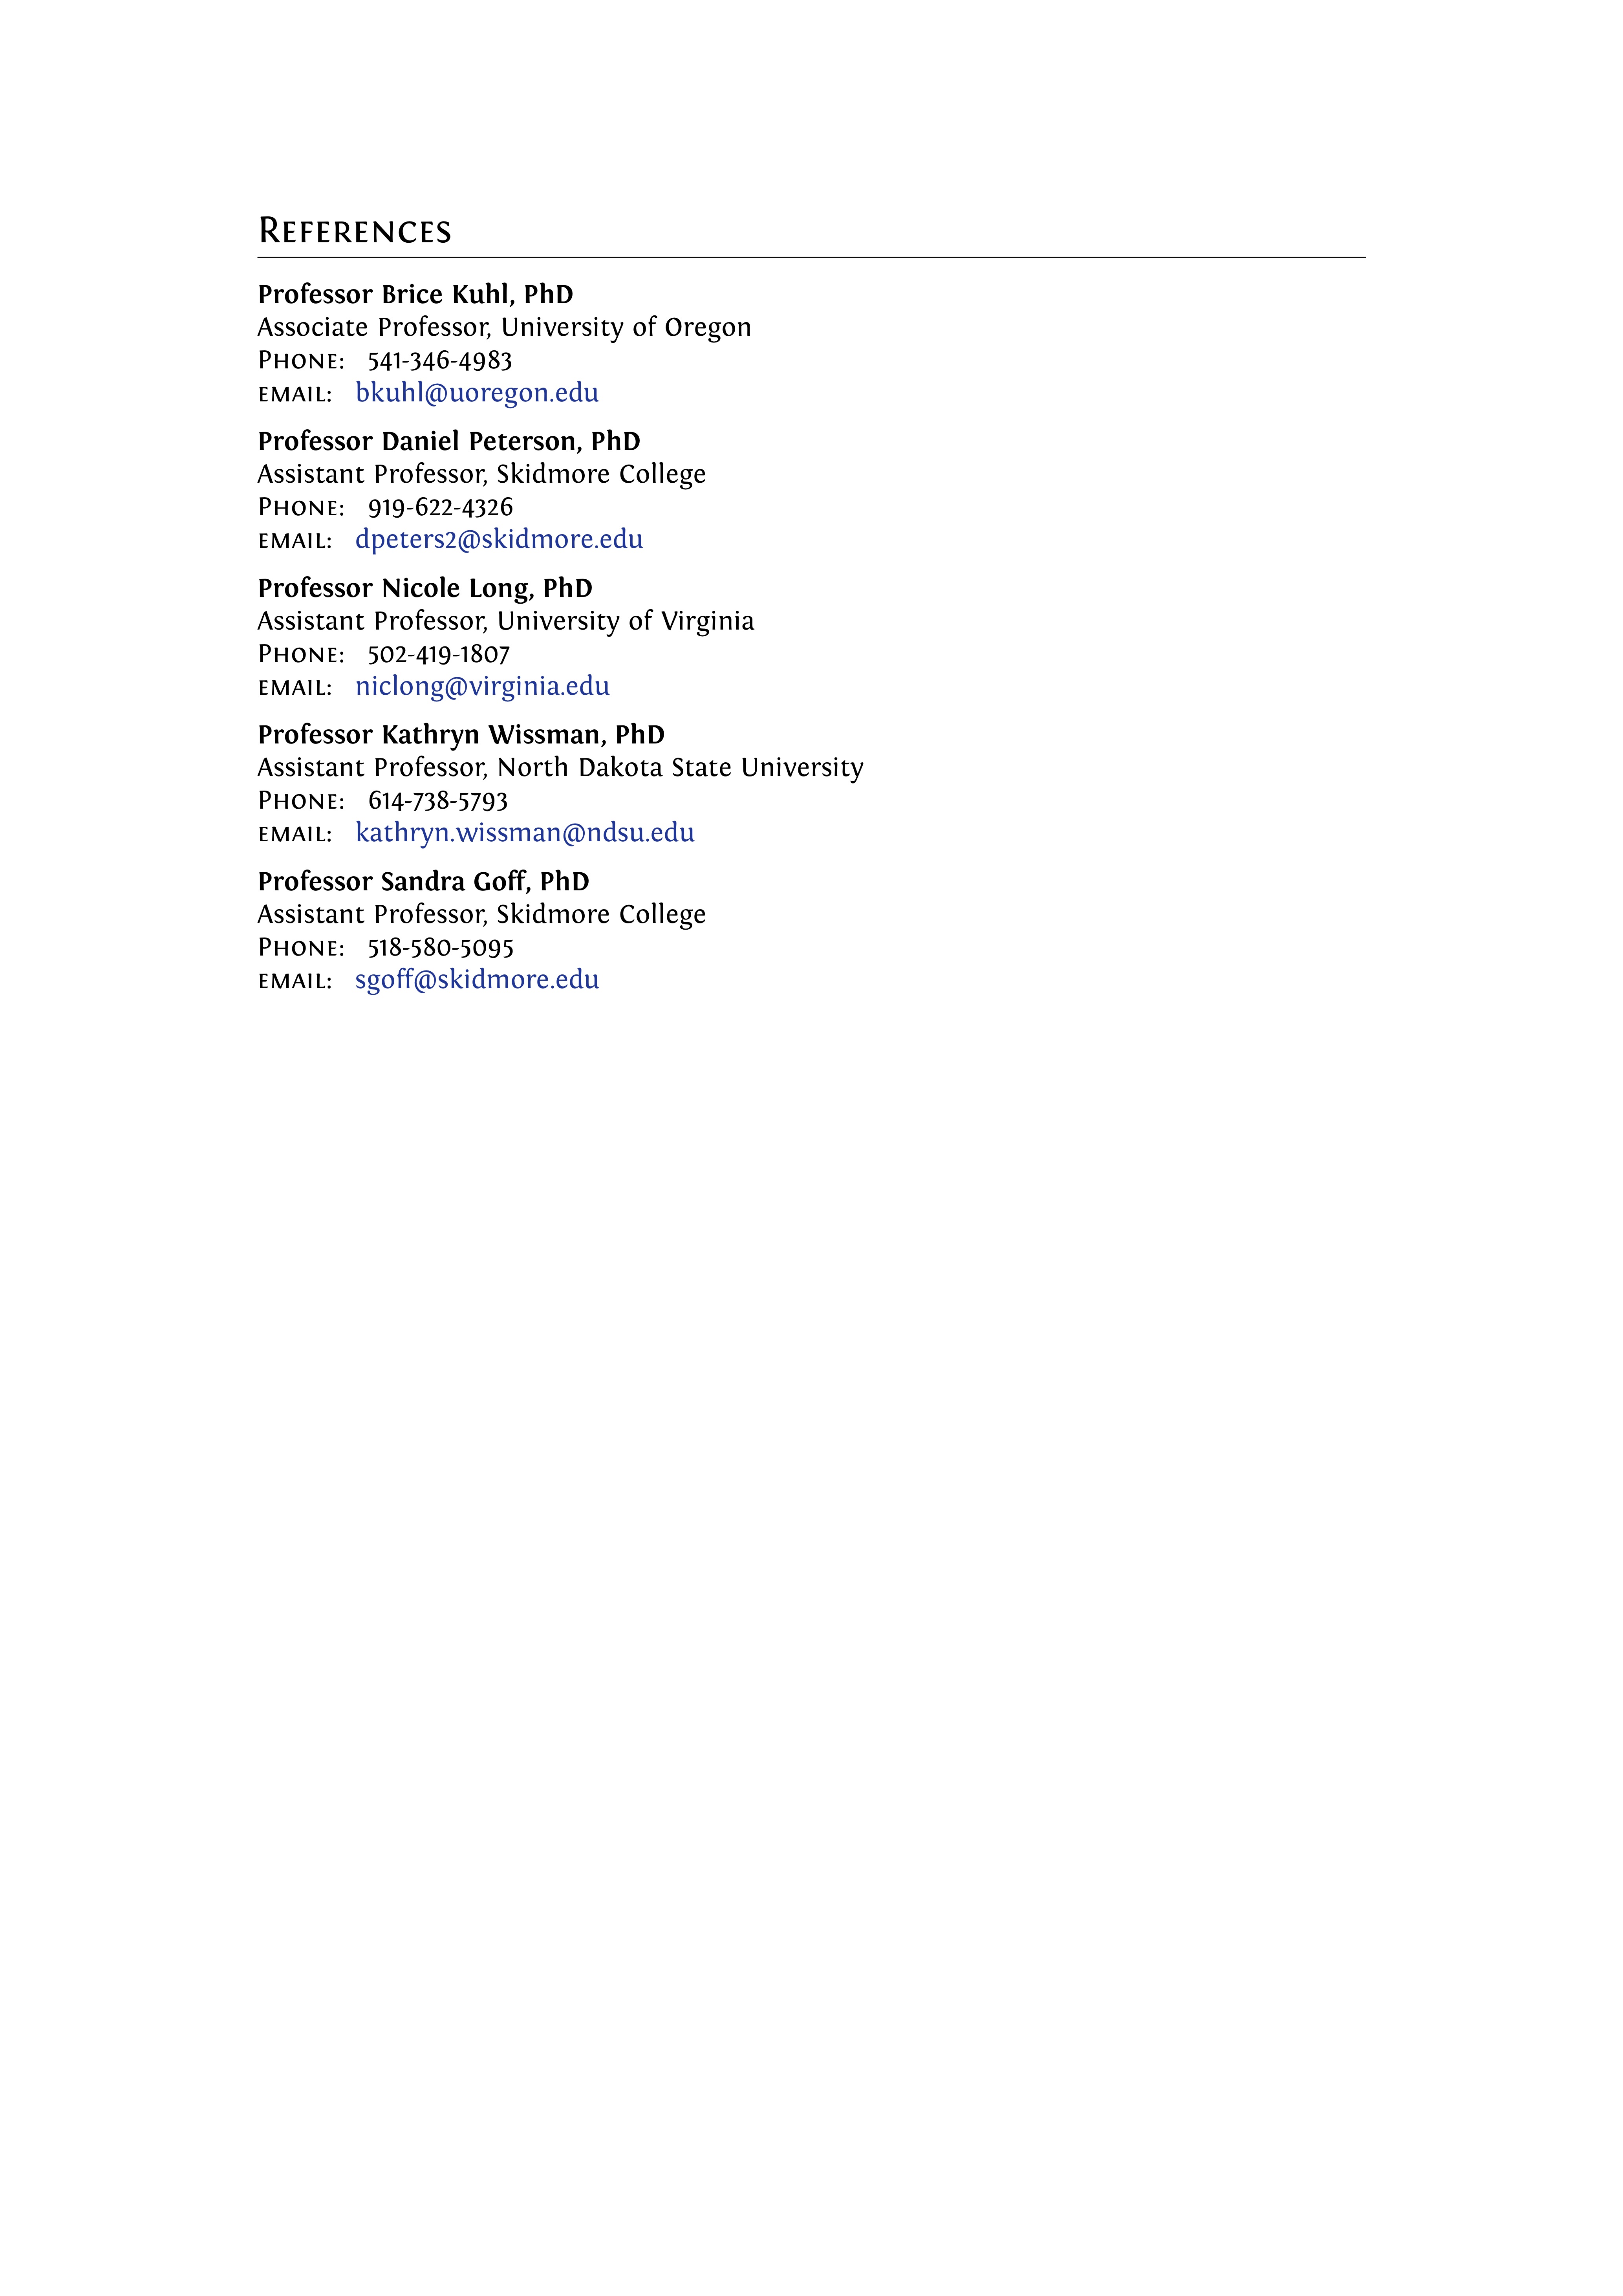 References
Professor Brice Kuhl, PhD
Associate Professor, University of Oregon
Phone: 541-346-4983
email: bkuhl@uoregon.edu
Professor Daniel Peterson, PhD
Assistant Professor, Skidmore College
Phone: 919-622-4326
email: dpeters2@skidmore.edu
Professor Nicole Long, PhD
Assistant Professor, University of Virginia
Phone: 502-419-1807
email: niclong@virginia.edu
Professor Kathryn Wissman, PhD
Assistant Professor, North Dakota State University
Phone: 614-738-5793
email: kathryn.wissman@ndsu.edu
Professor Sandra Goff, PhD
Assistant Professor, Skidmore College
Phone: 518-580-5095
email: sgoff@skidmore.edu